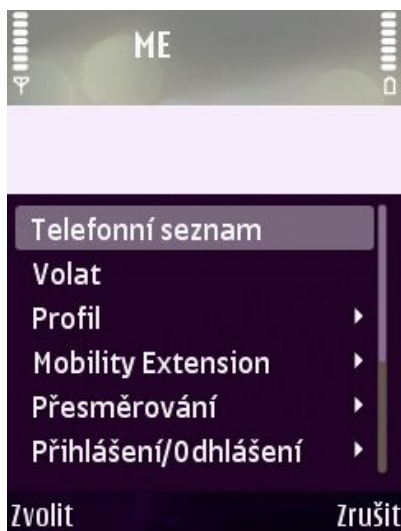 ME
Telefonní seznam
Volat
Profil
Mobility Extension
Přesměrování
Přihlášení/Odhlášení
Zvolit Zrušit